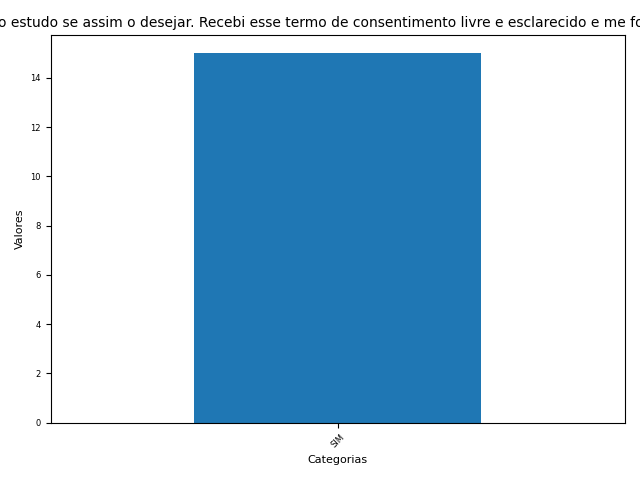 o estudo se assim o desejar. Recebi esse termo de consentimento livre e esclarecido e me fo
Valores
14
12
10
8
6
4
2
0
SIM
Categorias